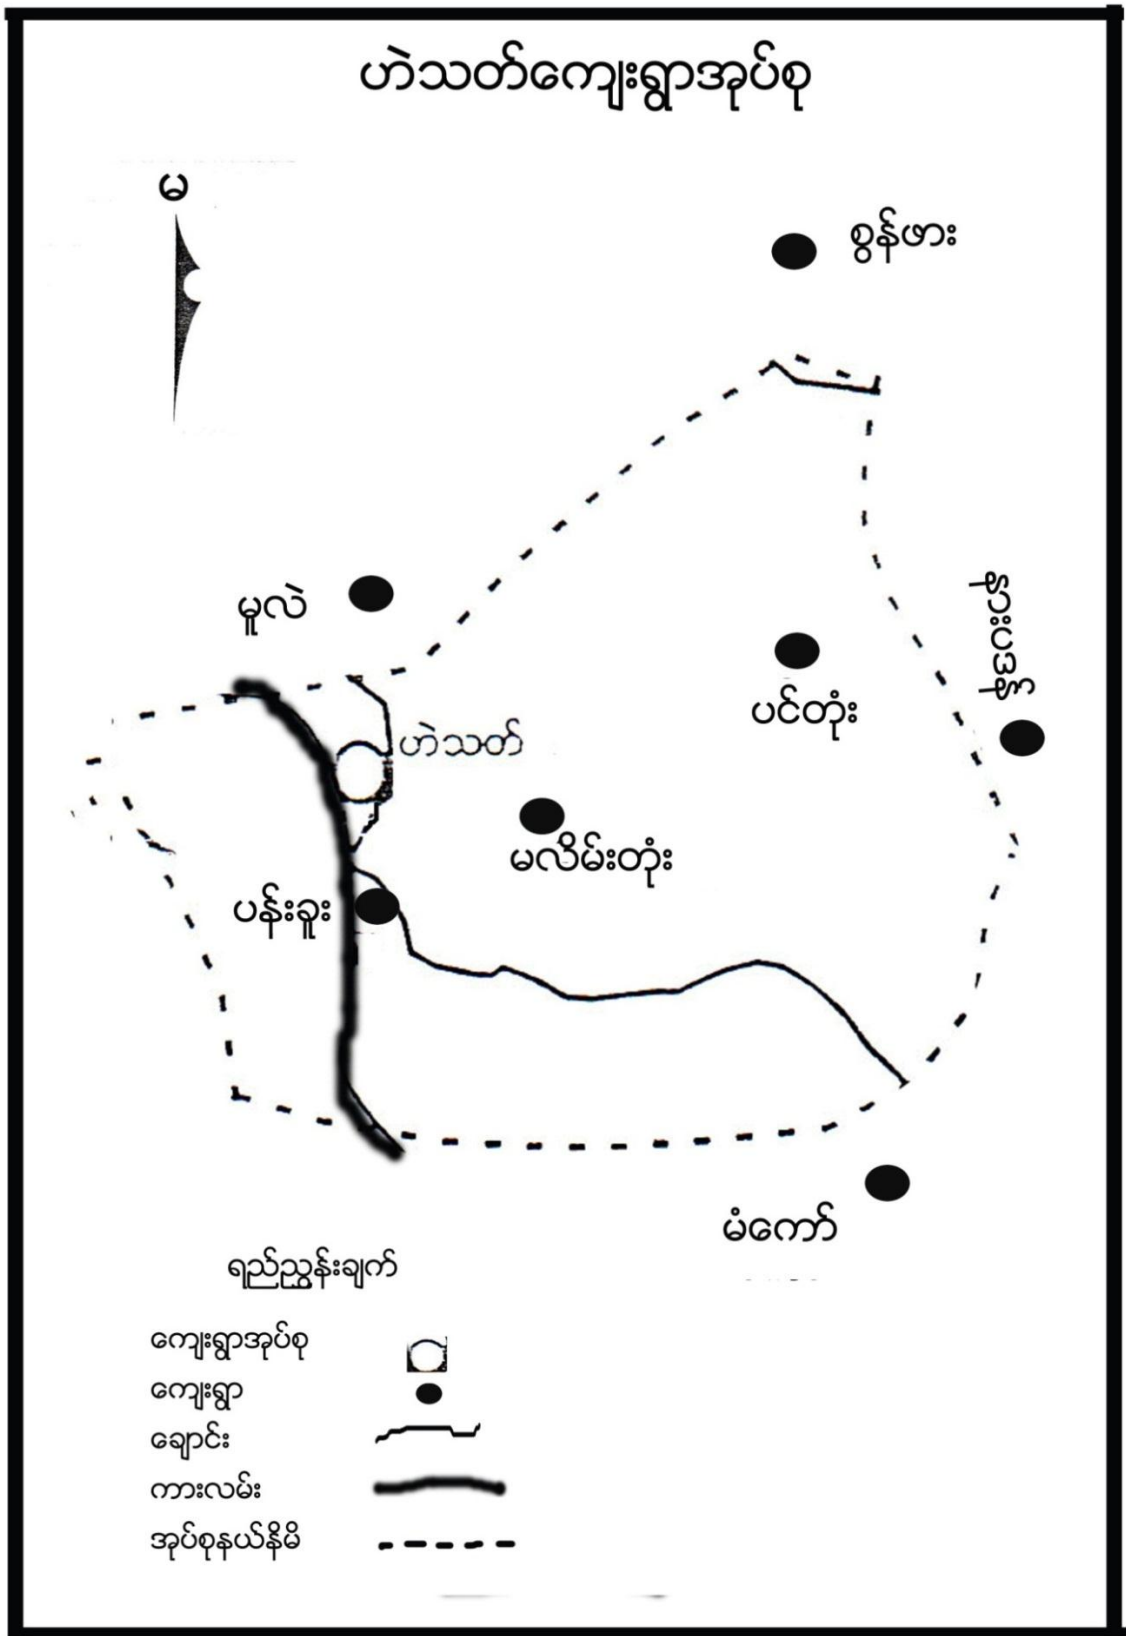 ဟဲသတ်ကျေးရွာအုပ်စု
မ
စွန်ဖား
မူလဲ
ပင်တုံး
ဟဲသတ်
မလိမ်းတုံး
ပန်းခူး
မံကော်
ရည်ညွှန်းချက်
ကျေးရွာအုပ်စု
ကျေးရွာ
ချောင်း
ကားလမ်း
အုပ်စုနယ်နိမိ